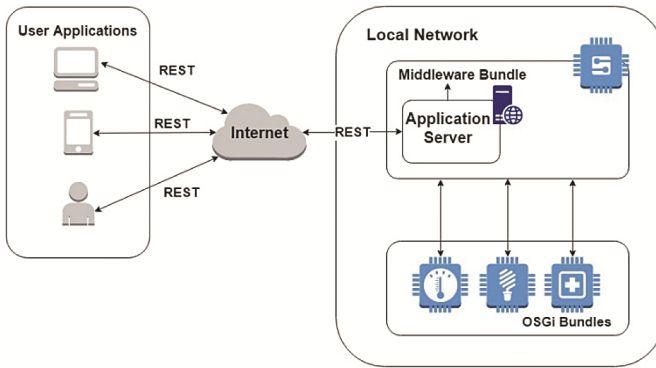 User Applications
REST
REST
REST
Internet
REST
Local Network
Middleware Bundle
Application
Server
OSGi Bundles